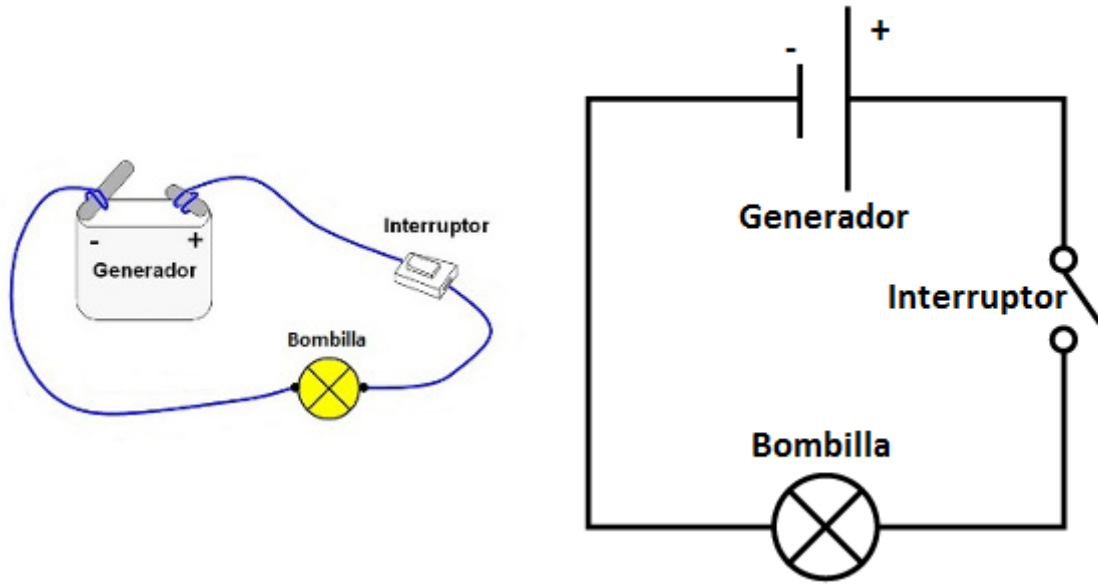 - +
Generador
Interruptor
Bombilla
- +
Generador
Interruptor
Bombilla